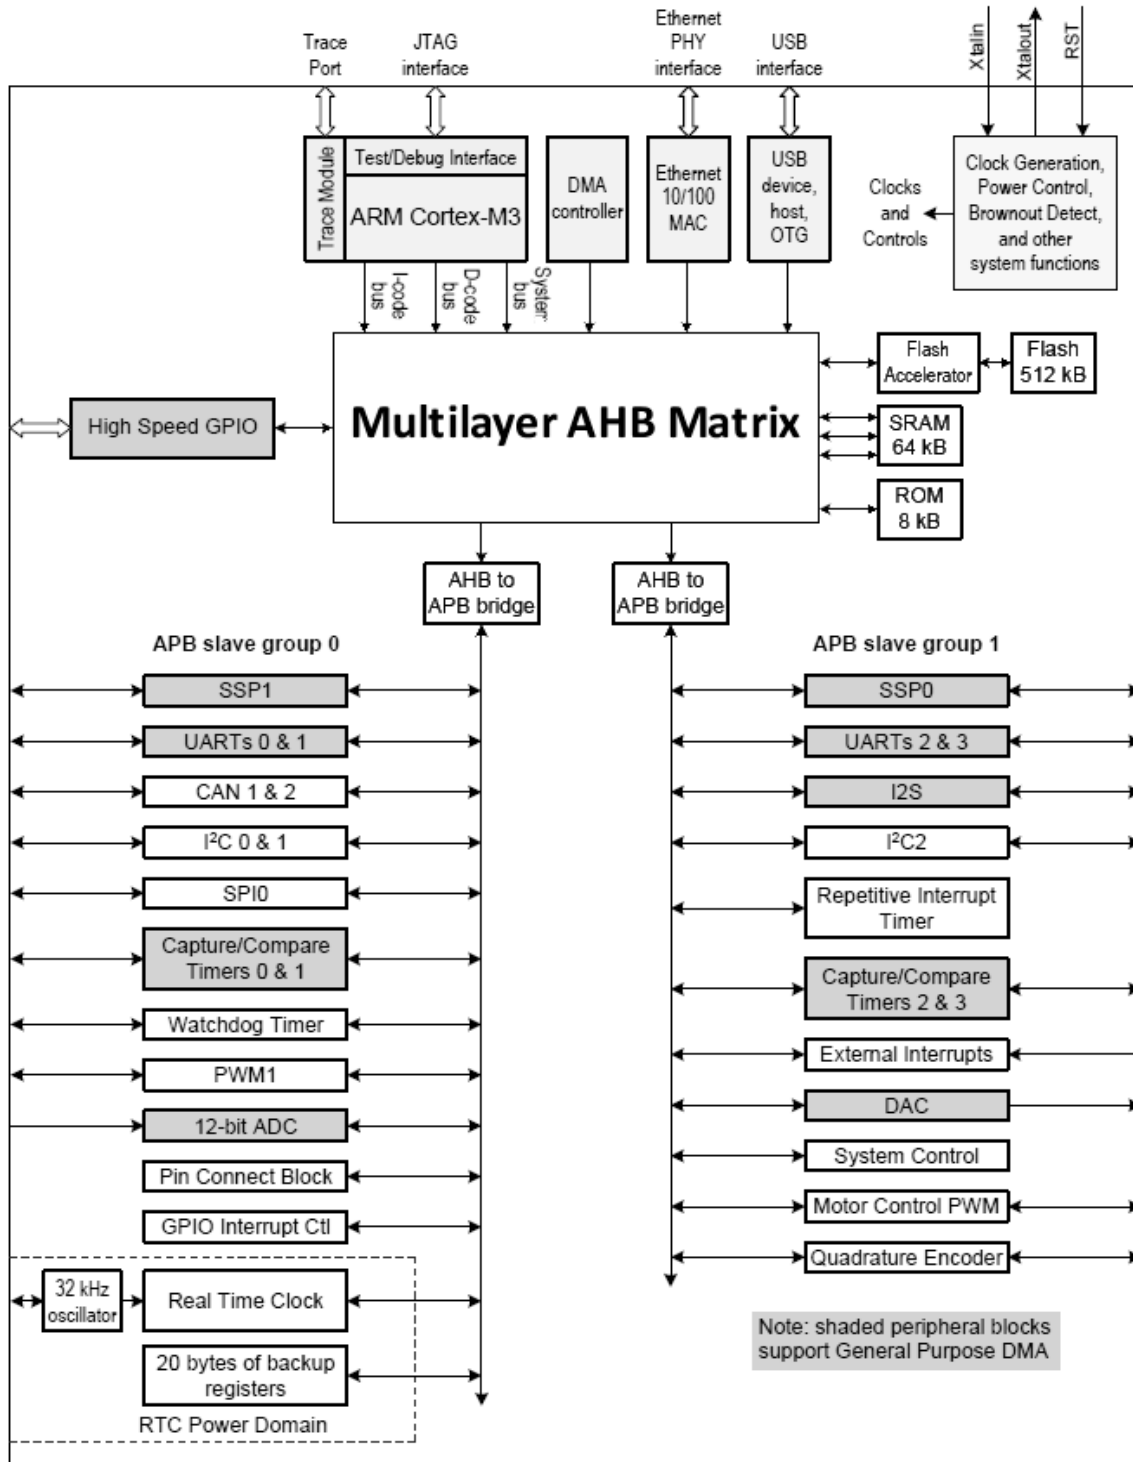 Trace
Port
JTAG
interface
Ethernet
PHY
interface
USB
interface
Xtalin
Xtalout
RST
Trace Module
Test/Debug Interface
ARM Cortex-M3
DMA
controller
Ethernet
10/100
MAC
USB
device,
host,
OTG
Clocks
and
Controls
Clock Generation,
Power Control,
Brownout Detect,
and other
system functions
I-code
bus
D-code
bus
System
bus
Multilayer AHB Matrix
High Speed GPIO
Flash
Accelerator
Flash
512 kB
SRAM
64 kB
ROM
8 kB
AHB to
APB bridge
AHB to
APB bridge
APB slave group 0
SSP1
UARTs 0 & 1
CAN 1 & 2
I²C 0 & 1
SPI0
Capture/Compare
Timers 0 & 1
Watchdog Timer
PWM1
12-bit ADC
Pin Connect Block
GPIO Interrupt Ctl
32 kHz
oscillator
Real Time Clock
20 bytes of backup
registers
RTC Power Domain
APB slave group 1
SSP0
UARTs 2 & 3
I2S
I²C2
Repetitive Interrupt
Timer
Capture/Compare
Timers 2 & 3
External Interrupts
DAC
System Control
Motor Control PWM
Quadrature Encoder
Note: shaded peripheral blocks
support General Purpose DMA